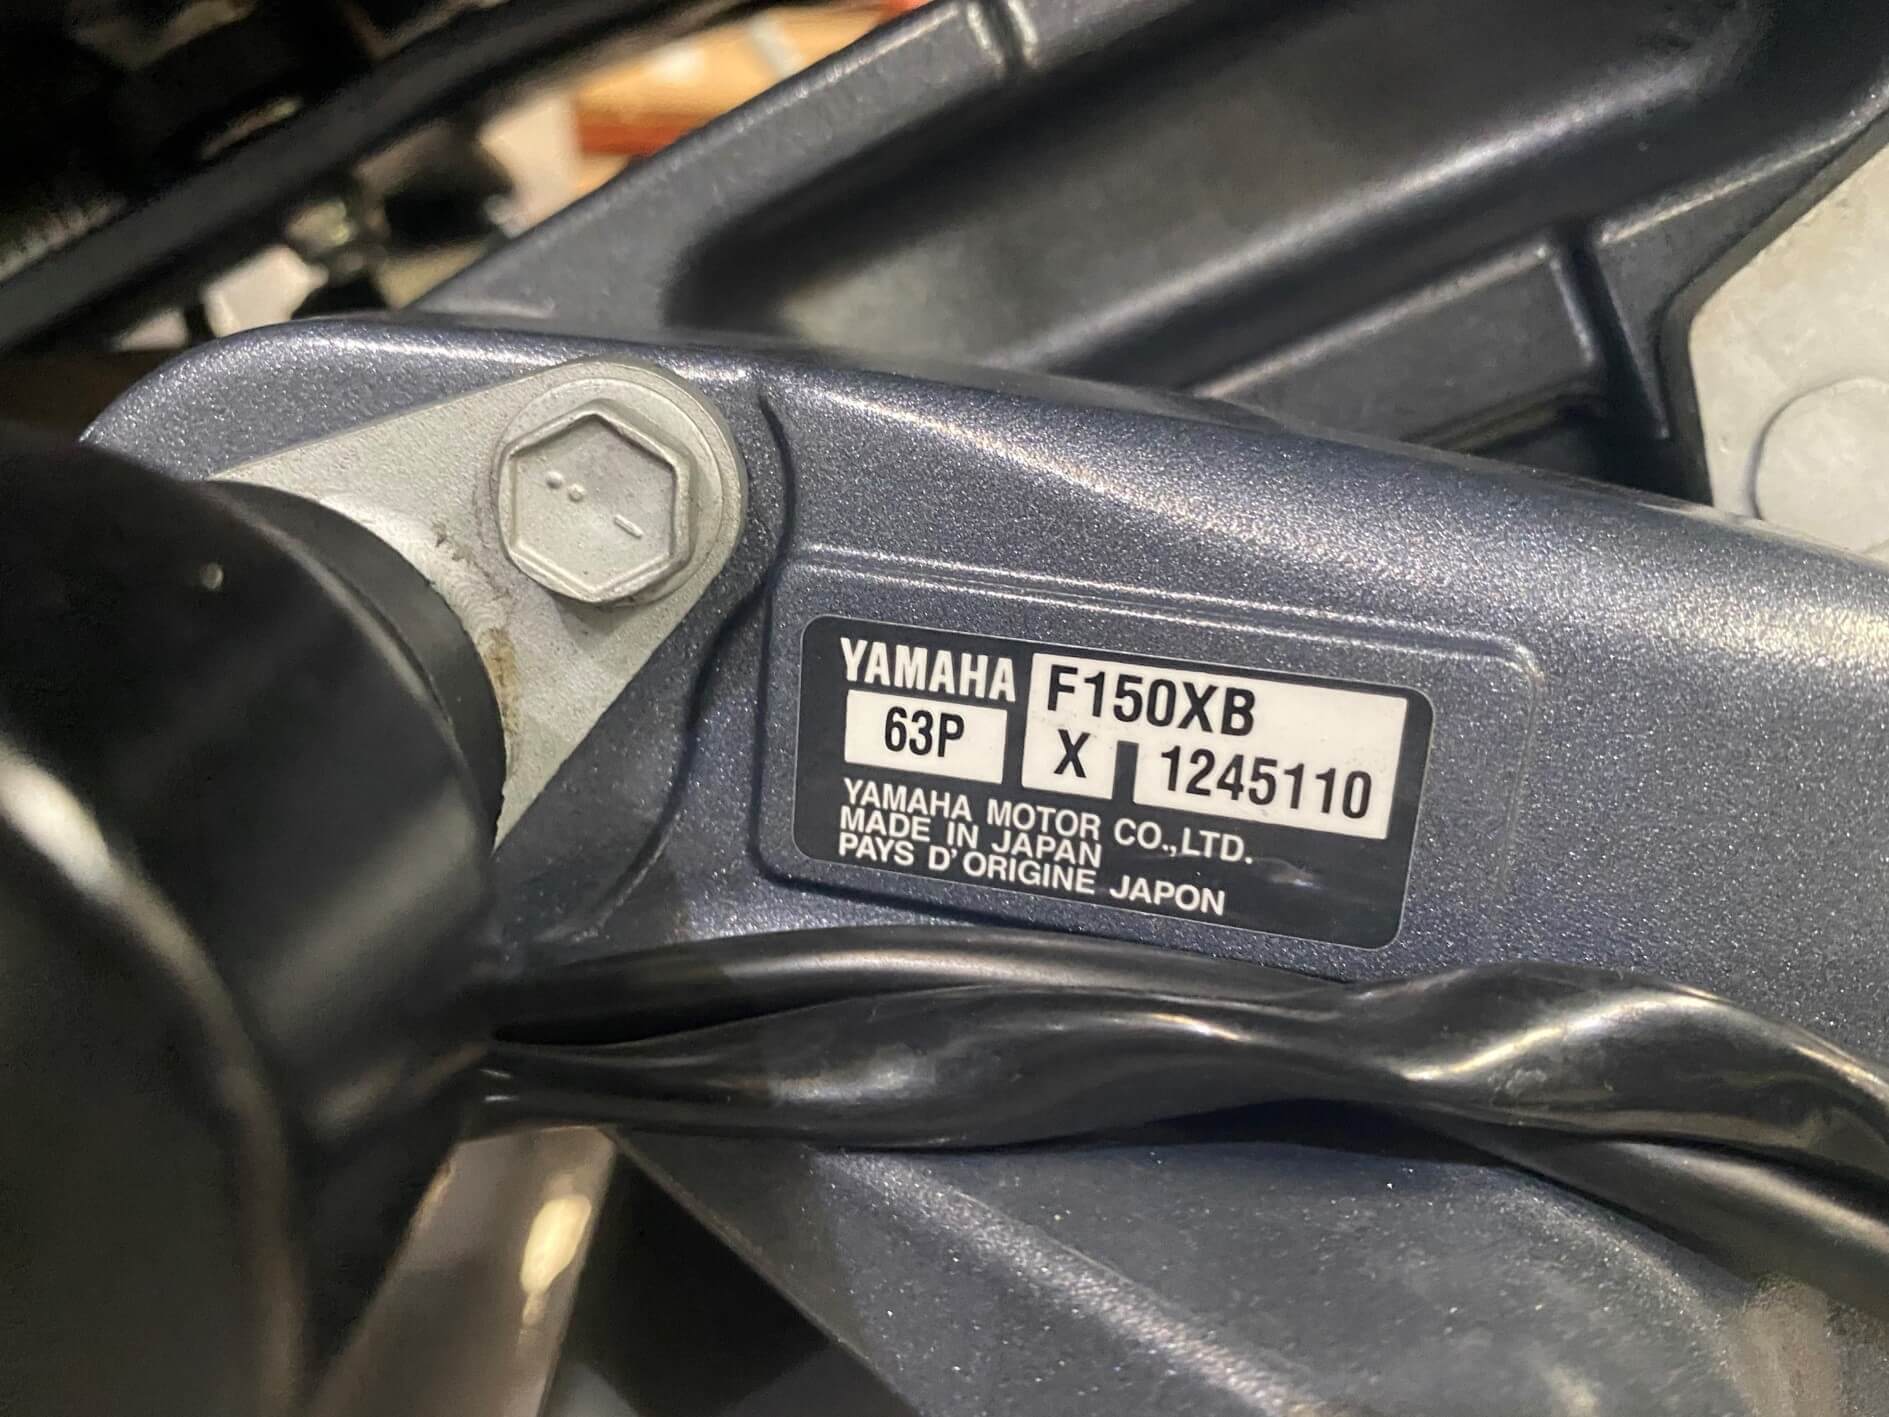 YAMAHA F150XB
63P X 1245110
YAMAHA MOTOR CO.,LTD.
MADE IN JAPAN
PAYS D'ORIGINE JAPON